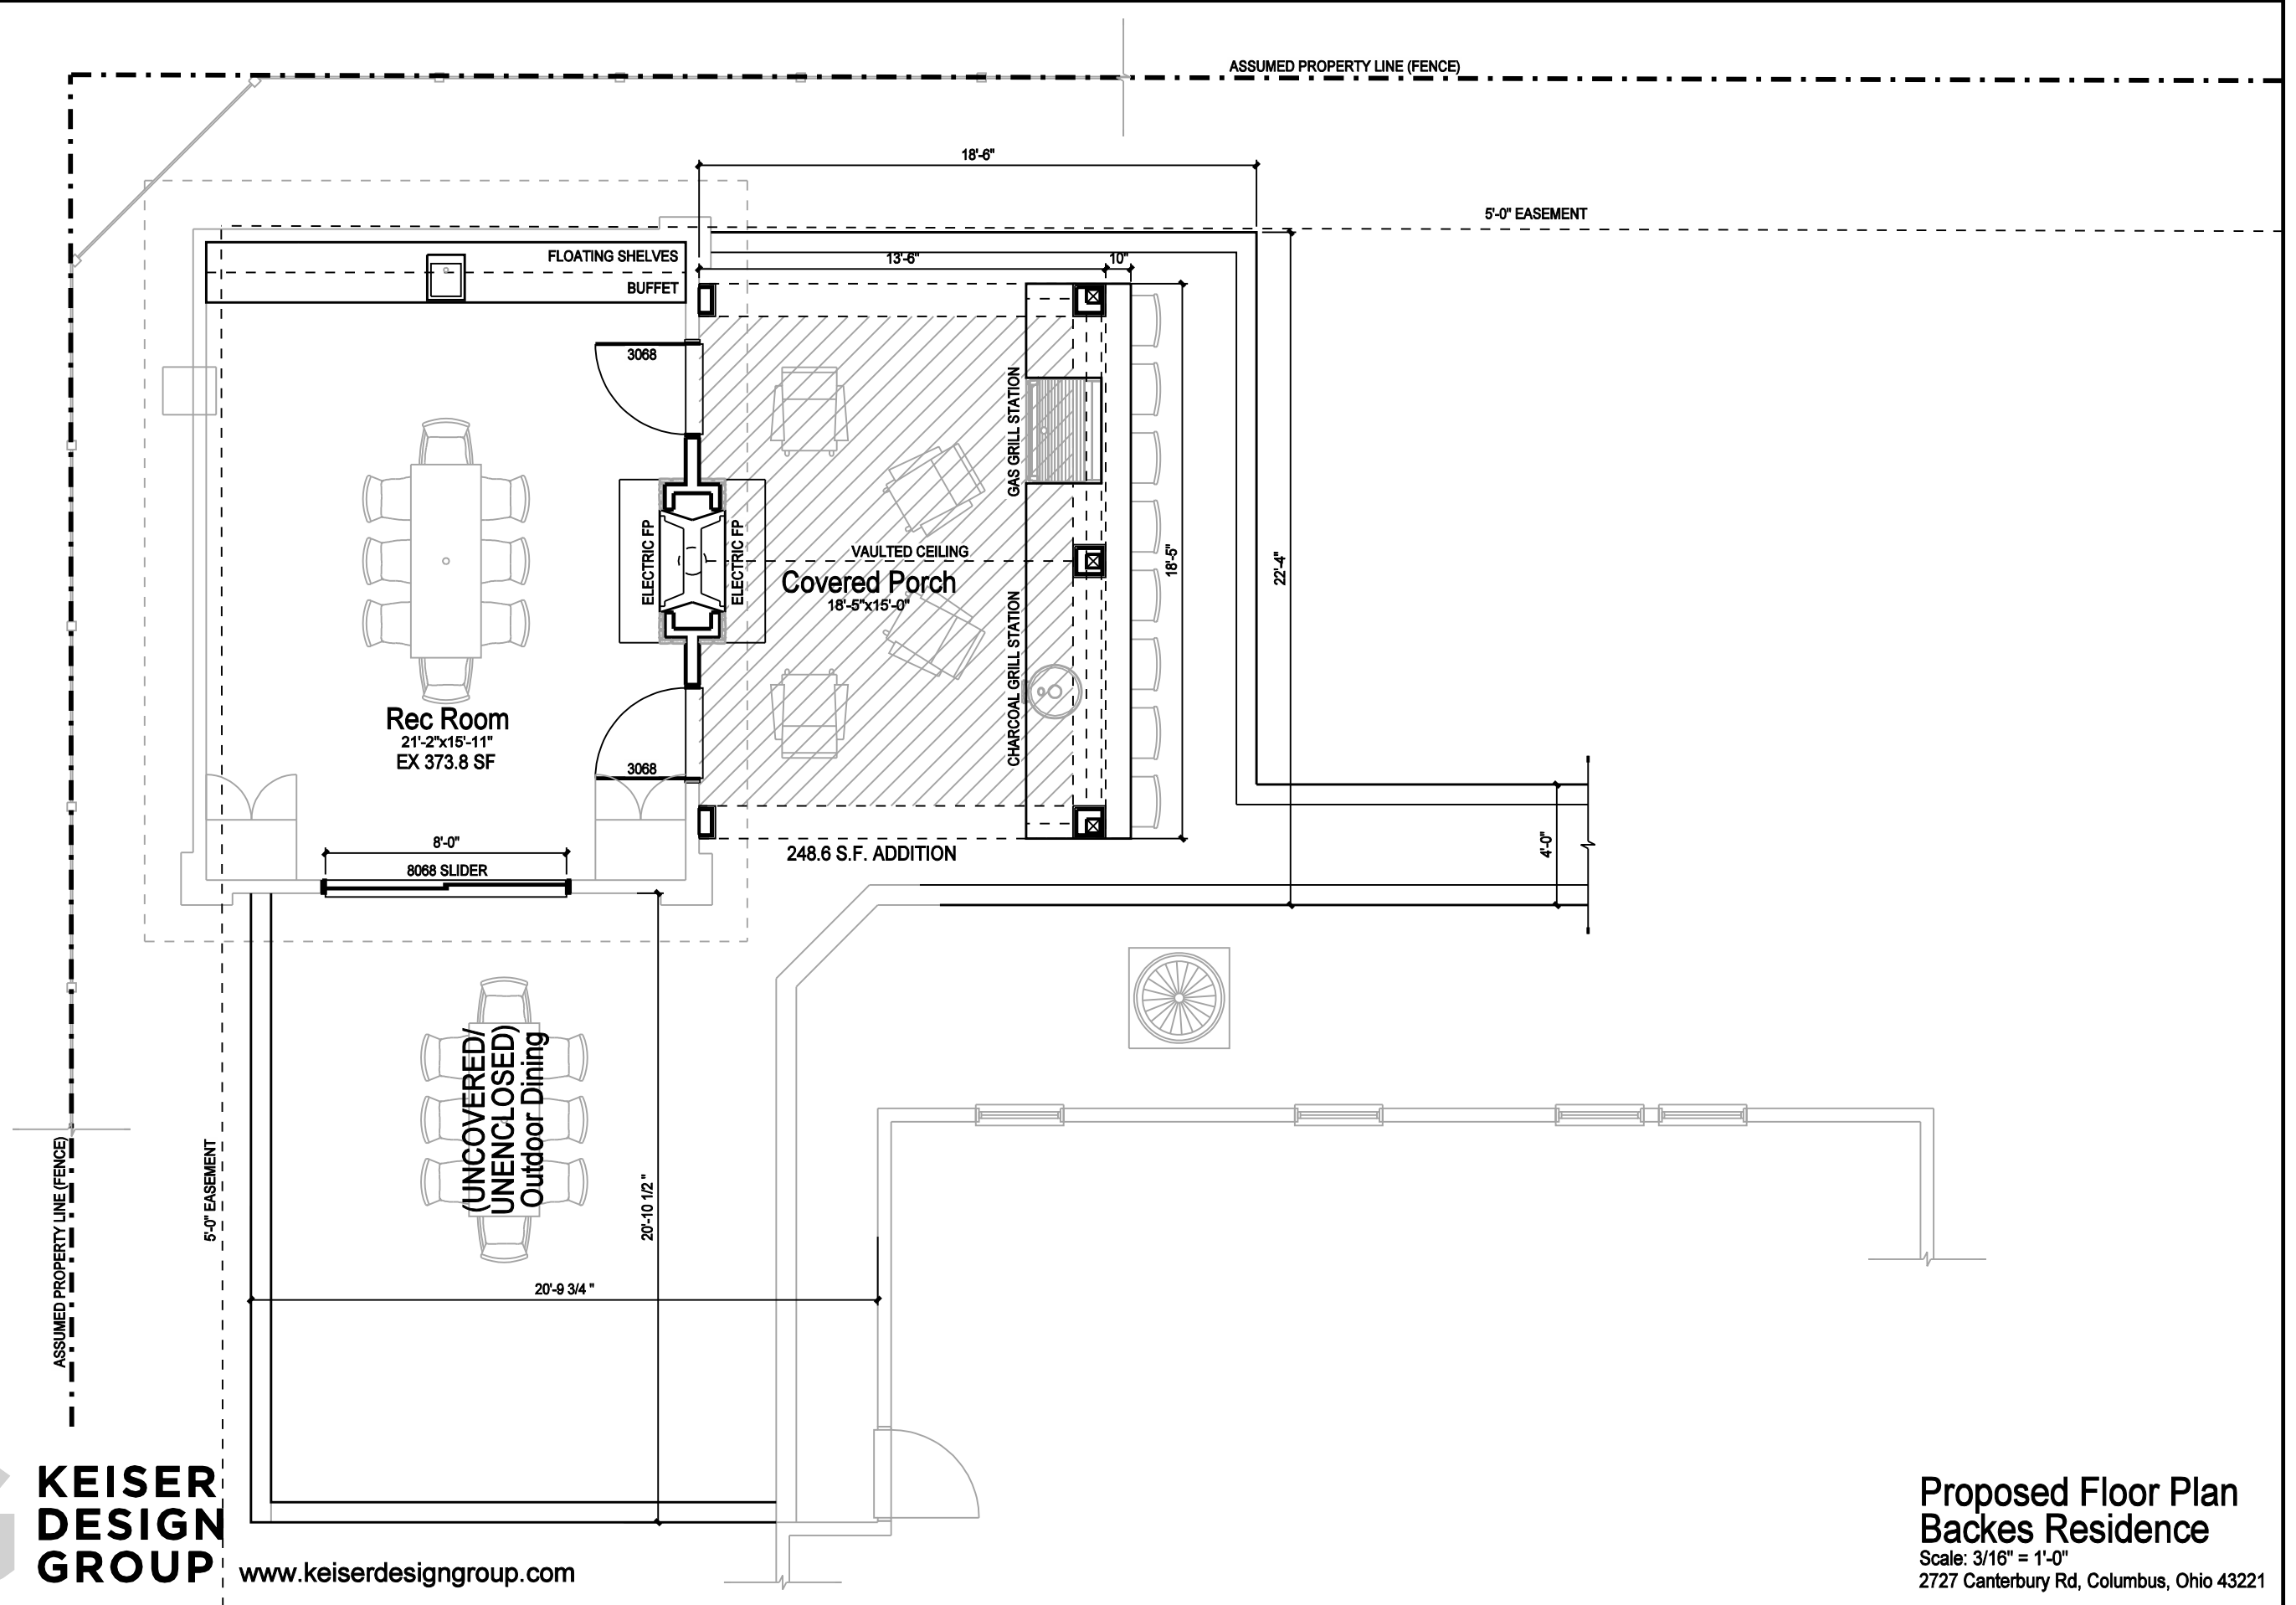 ASSUMED PROPERTY LINE (FENCE)
18'-6"
5'-0" EASEMENT
FLOATING SHELVES
BUFFET
13'-6"
10"
3068
GAS GRILL STATION
ELECTRIC FP
ELECTRIC FP
VAULTED CEILING
Covered Porch
18'-5"x15'-0"
18'-5"
22'-4"
CHARCOAL GRILL STATION
Rec Room
21'-2"x15'-11"
EX 373.8 SF
3068
8'-0"
8068 SLIDER
248.6 S.F. ADDITION
4'-0"
(UNCOVERED/
UNENCLOSED)
Outdoor Dining
20'-10 1/2 "
5'-0" EASEMENT
ASSUMED PROPERTY LINE (FENCE)
20'-9 3/4 "
KEISER
DESIGN
GROUP
www.keiserdesigngroup.com
Proposed Floor Plan
Backes Residence
Scale: 3/16" = 1'-0"
2727 Canterbury Rd, Columbus, Ohio 43221